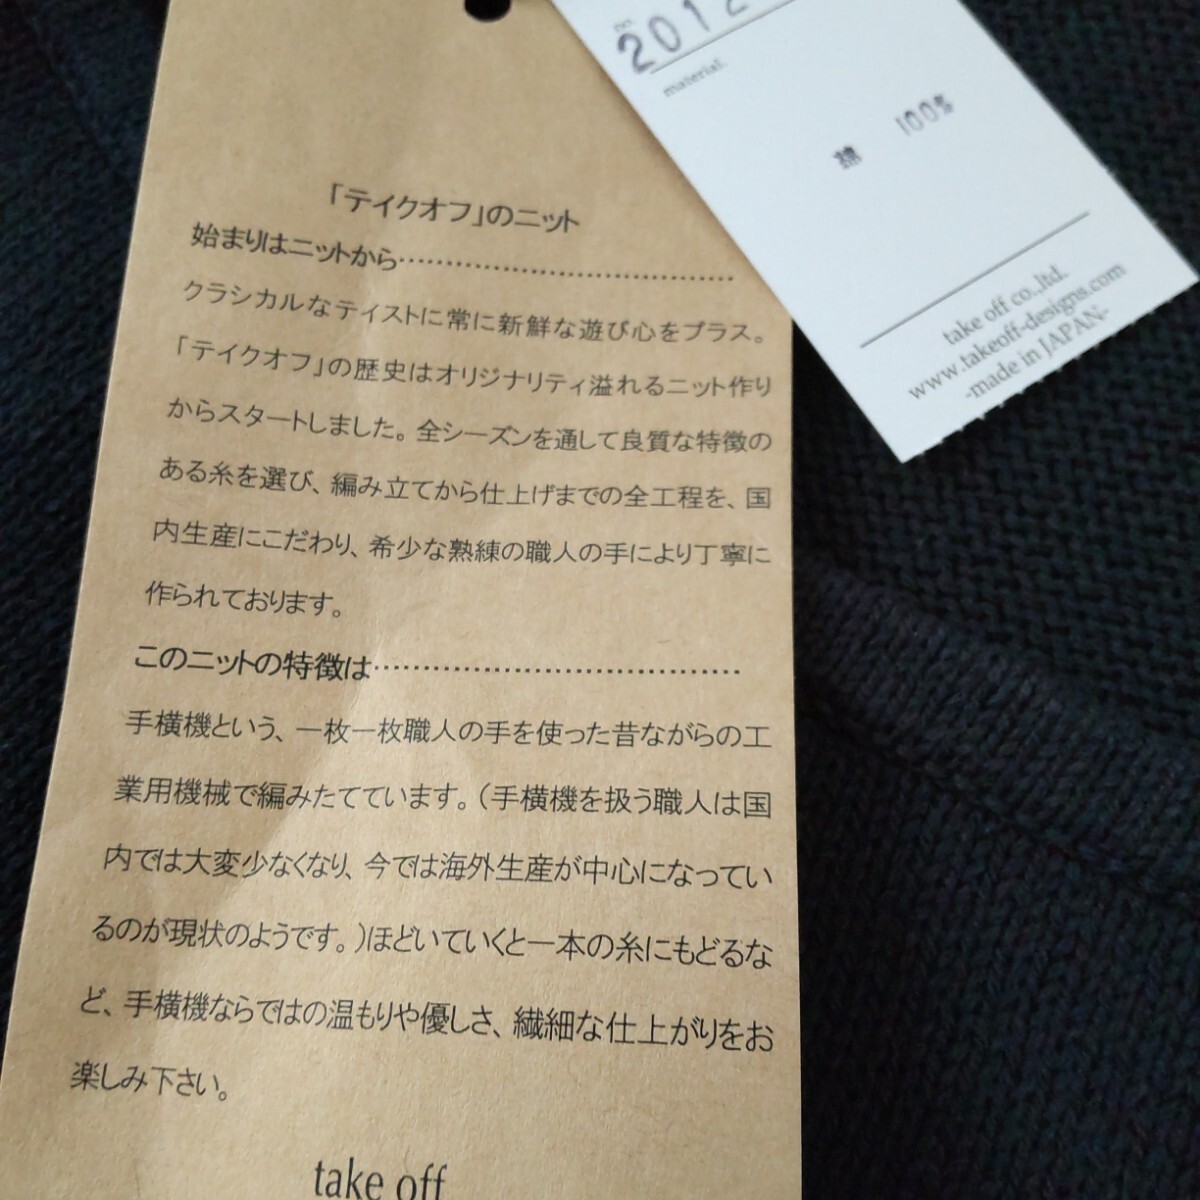 「テイクオフ」のニット
始まりはニットから……………………………
クラシカルなテイストに常に新鮮な遊び心をプラス。
「テイクオフ」の歴史はオリジナリティ溢れるニット作り
からスタートしました。全シーズンを通して良質な特徴の
ある糸を選び、編み立てから仕上げまでの全工程を、国
内生産にこだわり、希少な熟練の職人の手により丁寧に
作られております。
このニットの特徴は………………………………
手横機という、一枚一枚職人の手を使った昔ながらの工
業用機械で編みたてています。（手横機を扱う職人は国
内では大変少なくなり、今では海外生産が中心になってい
るのが現状のようです。）ほどいていくと一本の糸にもどるな
ど、手横機ならではの温もりや優しさ、繊細な仕上がりをお
楽しみ下さい。
take off
no. 2012
material.
綿 100%
take off co.,ltd.
www.takeoff-designs.com
-made in JAPAN-